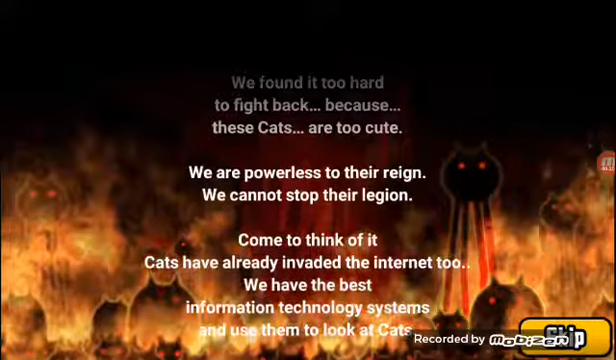 We found it too hard
to fight back... because...
these Cats... are too cute.
We are powerless to their reign.
We cannot stop their legion.
Come to think of it
Cats have already invaded the internet too..
We have the best
information technology systems
and use them to look at Cats
Skip
Recorded by mobizen